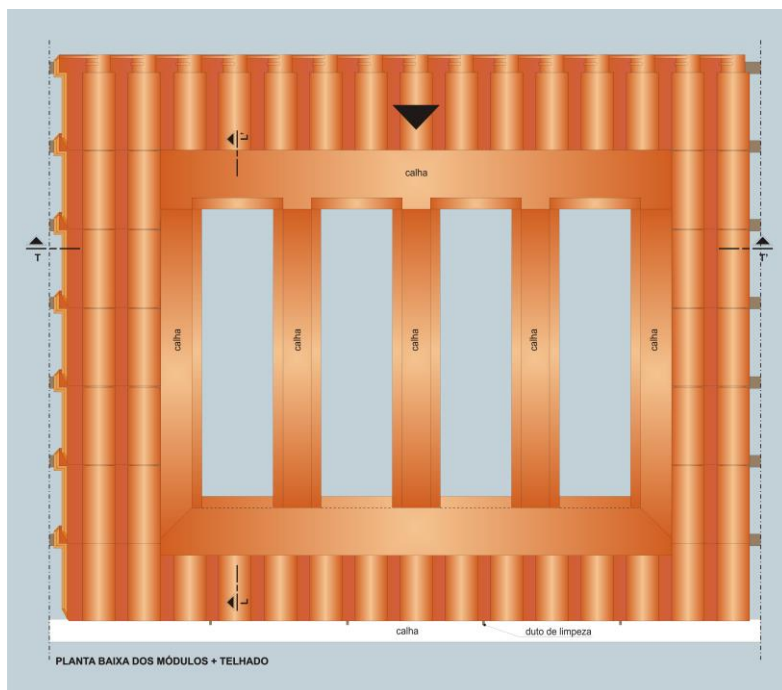 L'
calha
T
T'
calha
calha
calha
calha
calha
L
calha
duto de limpeza
PLANTA BAIXA DOS MÓDULOS + TELHADO